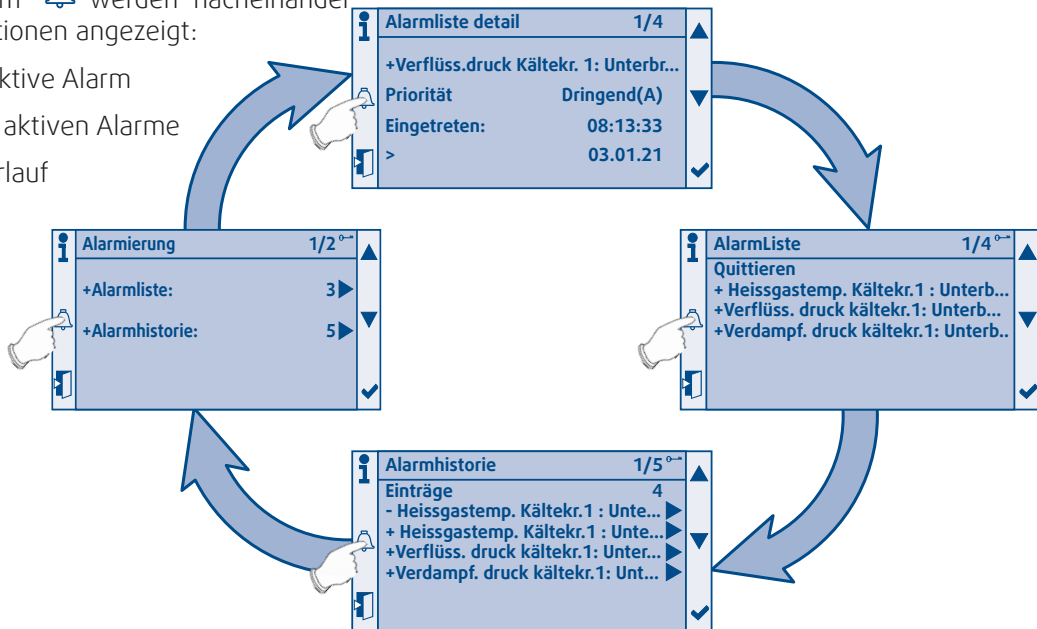 werden nacheinander
tionen angezeigt:
ktive Alarm
aktiven Alarme
rlauf
Alarmliste detail 1/4
+Verflüss.druck Kältekr. 1: Unterbr...
Priorität Dringend(A)
Eingetreten: 08:13:33
> 03.01.21
Alarmierung 1/2
+Alarmliste: 3
+Alarmhistorie: 5
AlarmListe 1/4
Quittieren
+ Heissgastemp. Kältekr.1 : Unterb...
+Verflüss. druck kältekr.1: Unterb...
+Verdampf. druck kältekr.1: Unterb..
Alarmhistorie 1/5
Einträge 4
- Heissgastemp. Kältekr.1 : Unte...
+ Heissgastemp. Kältekr.1 : Unte...
+Verflüss. druck kältekr.1: Unter...
+Verdampf. druck kältekr.1: Unt...